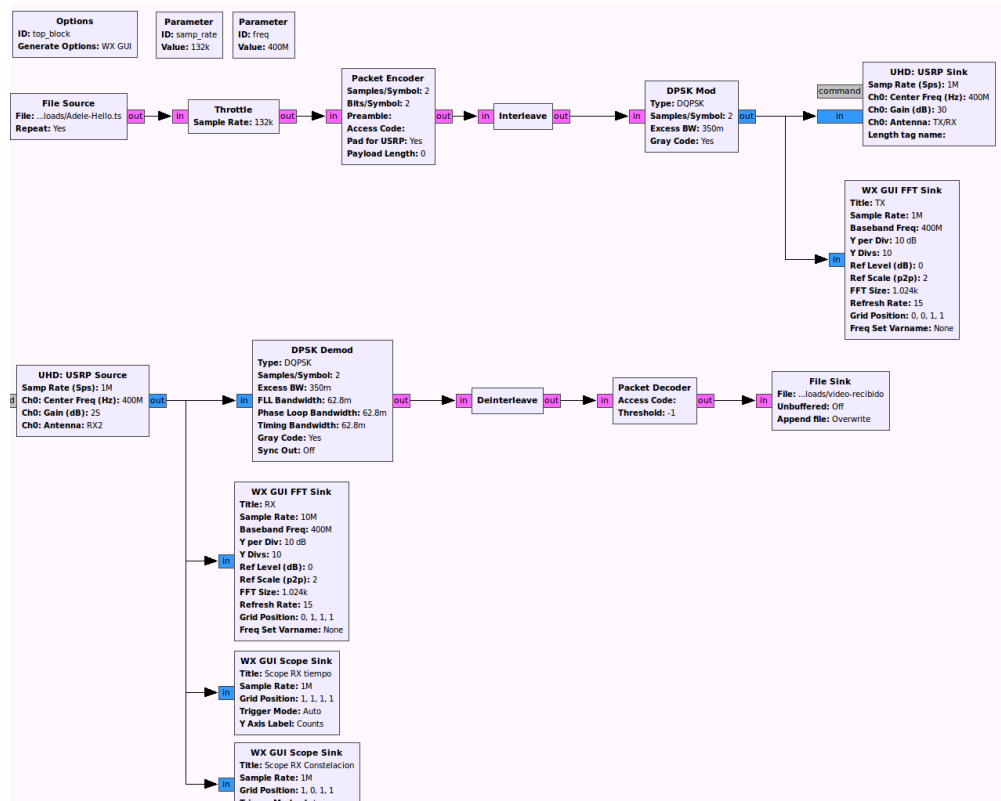 Options
ID: top_block
Generate Options: WX GUI
Parameter
ID: samp_rate
Value: 132k
Parameter
ID: freq
Value: 400M
File Source
File: ...loads/Adele-Hello.ts
Repeat: Yes
out
in
Throttle
Sample Rate: 132k
out
in
Packet Encoder
Samples/Symbol: 2
Bits/Symbol: 2
Preamble:
Access Code:
Pad for USRP: Yes
Payload Length: 0
out
in
Interleave
out
in
DPSK Mod
Type: DQPSK
Samples/Symbol: 2
Excess BW: 350m
Gray Code: Yes
out
command
in
UHD: USRP Sink
Samp Rate (Sps): 1M
Ch0: Center Freq (Hz): 400M
Ch0: Gain (dB): 30
Ch0: Antenna: TX/RX
Length tag name:
in
WX GUI FFT Sink
Title: TX
Sample Rate: 1M
Baseband Freq: 400M
Y per Div: 10 dB
Y Divs: 10
Ref Level (dB): 0
Ref Scale (p2p): 2
FFT Size: 1.024k
Refresh Rate: 15
Grid Position: 0, 0, 1, 1
Freq Set Varname: None
d
UHD: USRP Source
Samp Rate (Sps): 1M
Ch0: Center Freq (Hz): 400M
Ch0: Gain (dB): 25
Ch0: Antenna: RX2
out
in
DPSK Demod
Type: DQPSK
Samples/Symbol: 2
Excess BW: 350m
FLL Bandwidth: 62.8m
Phase Loop Bandwidth: 62.8m
Timing Bandwidth: 62.8m
Gray Code: Yes
Sync Out: Off
out
in
Deinterleave
out
in
Packet Decoder
Access Code:
Threshold: -1
out
in
File Sink
File: ...loads/video-recibido
Unbuffered: Off
Append file: Overwrite
in
WX GUI FFT Sink
Title: RX
Sample Rate: 10M
Baseband Freq: 400M
Y per Div: 10 dB
Y Divs: 10
Ref Level (dB): 0
Ref Scale (p2p): 2
FFT Size: 1.024k
Refresh Rate: 15
Grid Position: 0, 1, 1, 1
Freq Set Varname: None
in
WX GUI Scope Sink
Title: Scope RX tiempo
Sample Rate: 1M
Grid Position: 1, 1, 1, 1
Trigger Mode: Auto
Y Axis Label: Counts
in
WX GUI Scope Sink
Title: Scope RX Constelacion
Sample Rate: 1M
Grid Position: 1, 0, 1, 1